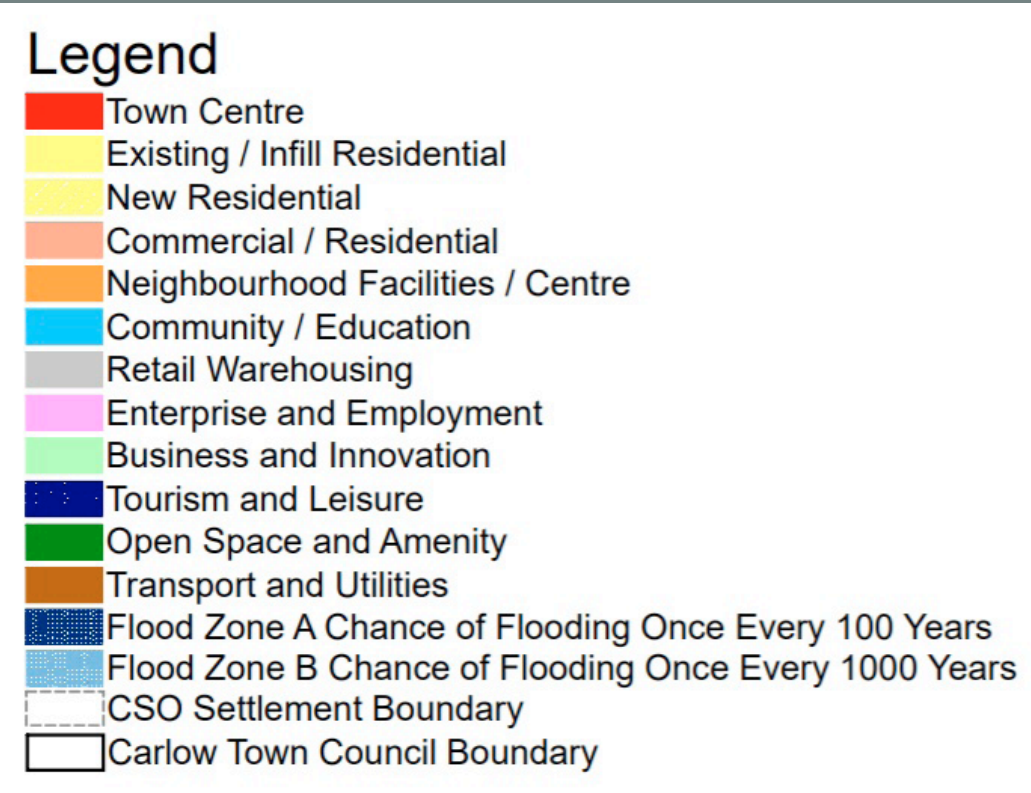 Legend
Town Centre
Existing / Infill Residential
New Residential
Commercial / Residential
Neighbourhood Facilities / Centre
Community / Education
Retail Warehousing
Enterprise and Employment
Business and Innovation
Tourism and Leisure
Open Space and Amenity
Transport and Utilities
Flood Zone A Chance of Flooding Once Every 100 Years
Flood Zone B Chance of Flooding Once Every 1000 Years
CSO Settlement Boundary
Carlow Town Council Boundary